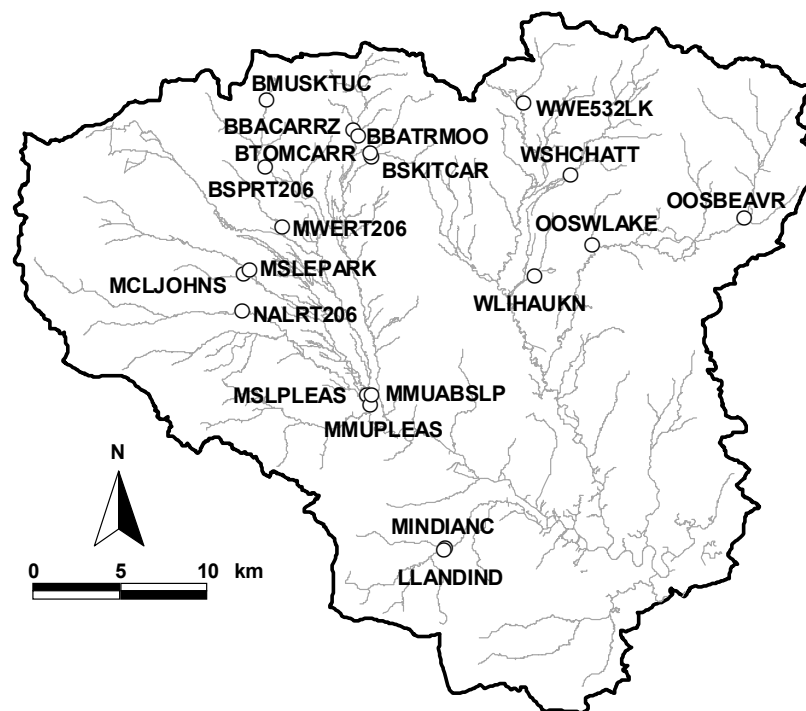 BMUSKTUC
WWE532LK
BBACARRZ
BBATRMOO
BTOMCARR
BSKITCAR
WSHCHATT
BSPRT206
OOSBEAVR
MWERT206
OOSWLAKE
MSLEPARK
MCLJOHNS
WLIHAUKN
NALRT206
MSLPLEAS
MMUABSLP
MMUPLEAS
N
MINDIANC
LLANDIND
0 5 10 km